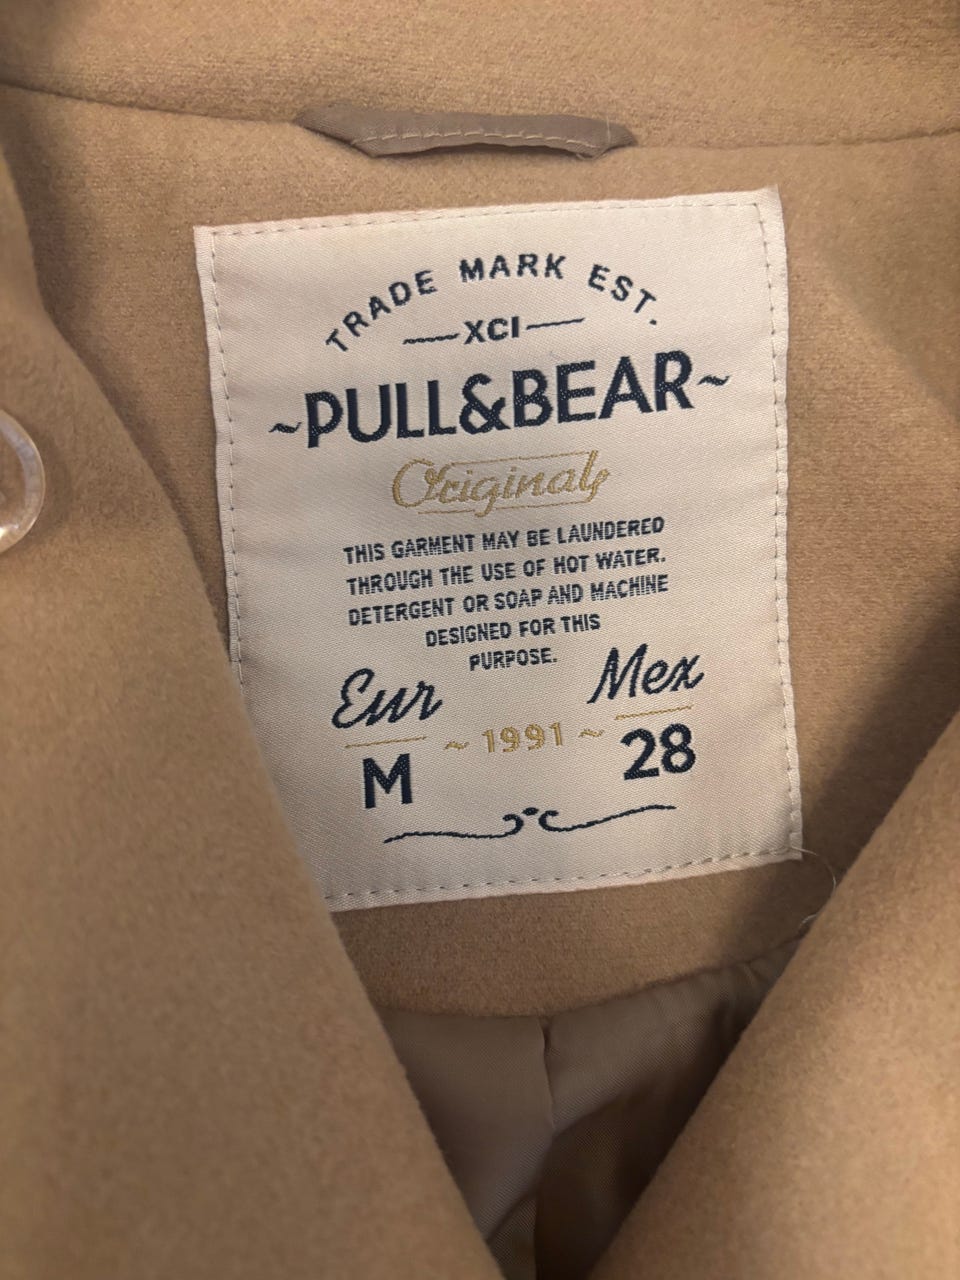 TRADE MARK EST.
XCI
~PULL&BEAR~
Originals
THIS GARMENT MAY BE LAUNDERED
THROUGH THE USE OF HOT WATER.
DETERGENT OR SOAP AND MACHINE
DESIGNED FOR THIS
PURPOSE.
Eur Mex
~ 1991 ~
M 28